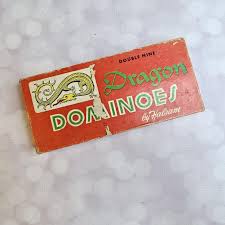 DOUBLE NINE
Dragon
DOMINOES
by Halsam